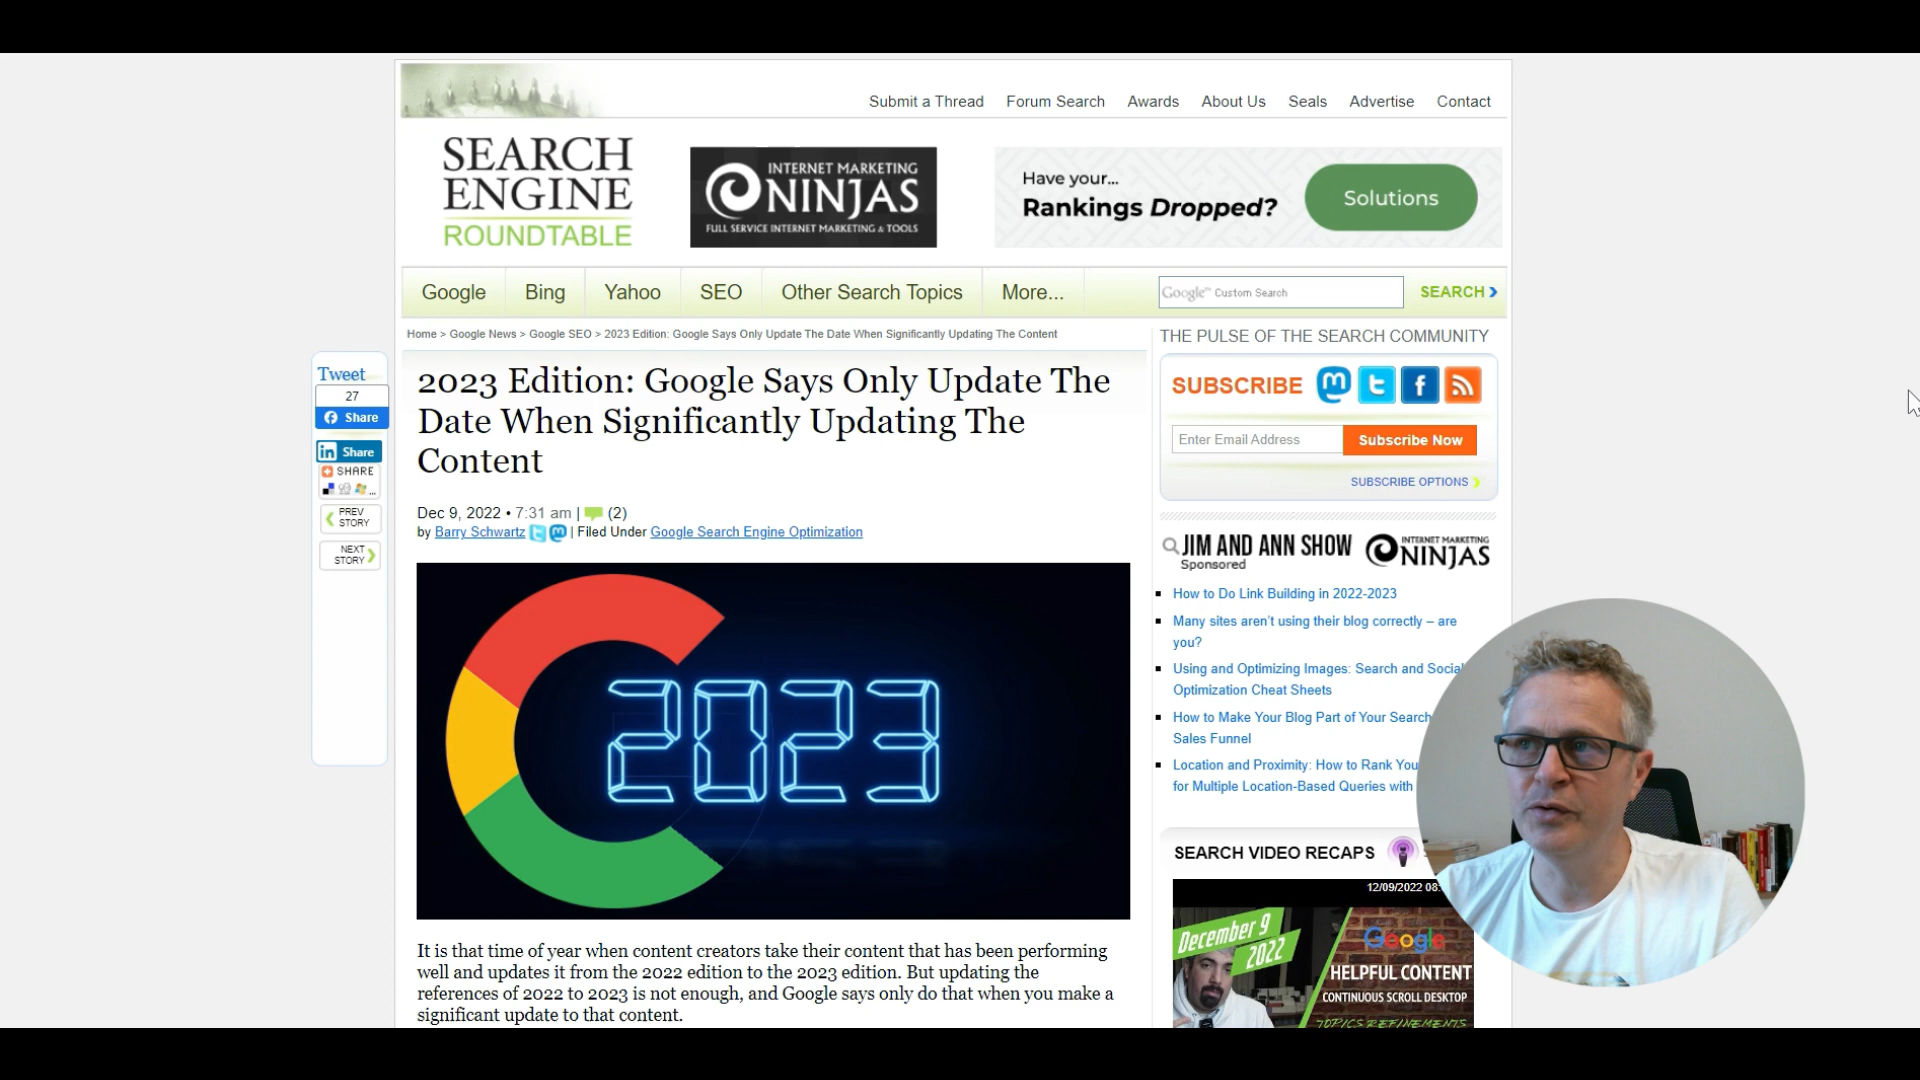 Submit a Thread Forum Search Awards About Us Seals Advertise Contact
SEARCH
ENGINE
ROUNDTABLE
INTERNET MARKETING
NINJAS
FULL SERVICE INTERNET MARKETING & TOOLS
Have your...
Rankings Dropped?
Solutions
Google Bing Yahoo SEO Other Search Topics More...
Google™ Custom Search
SEARCH
Home > Google News > Google SEO > 2023 Edition: Google Says Only Update The Date When Significantly Updating The Content
Tweet
27
Share
in Share
SHARE
...
PREV
STORY
NEXT
STORY
2023 Edition: Google Says Only Update The
Date When Significantly Updating The
Content
Dec 9, 2022 • 7:31 am | (2)
by Barry Schwartz | Filed Under Google Search Engine Optimization
2023
It is that time of year when content creators take their content that has been performing
well and updates it from the 2022 edition to the 2023 edition. But updating the
references of 2022 to 2023 is not enough, and Google says only do that when you make a
significant update to that content.
THE PULSE OF THE SEARCH COMMUNITY
SUBSCRIBE
Enter Email Address
Subscribe Now
SUBSCRIBE OPTIONS
JIM AND ANN SHOW
Sponsored
INTERNET MARKETING
NINJAS
How to Do Link Building in 2022-2023
Many sites aren't using their blog correctly – are
you?
Using and Optimizing Images: Search and Social
Optimization Cheat Sheets
How to Make Your Blog Part of Your Search
Sales Funnel
Location and Proximity: How to Rank You
for Multiple Location-Based Queries with
SEARCH VIDEO RECAPS
12/09/2022 08:
December 9
2022
Google
HELPFUL CONTENT
CONTINUOUS SCROLL DESKTOP
TOPICS REFINEMENTS